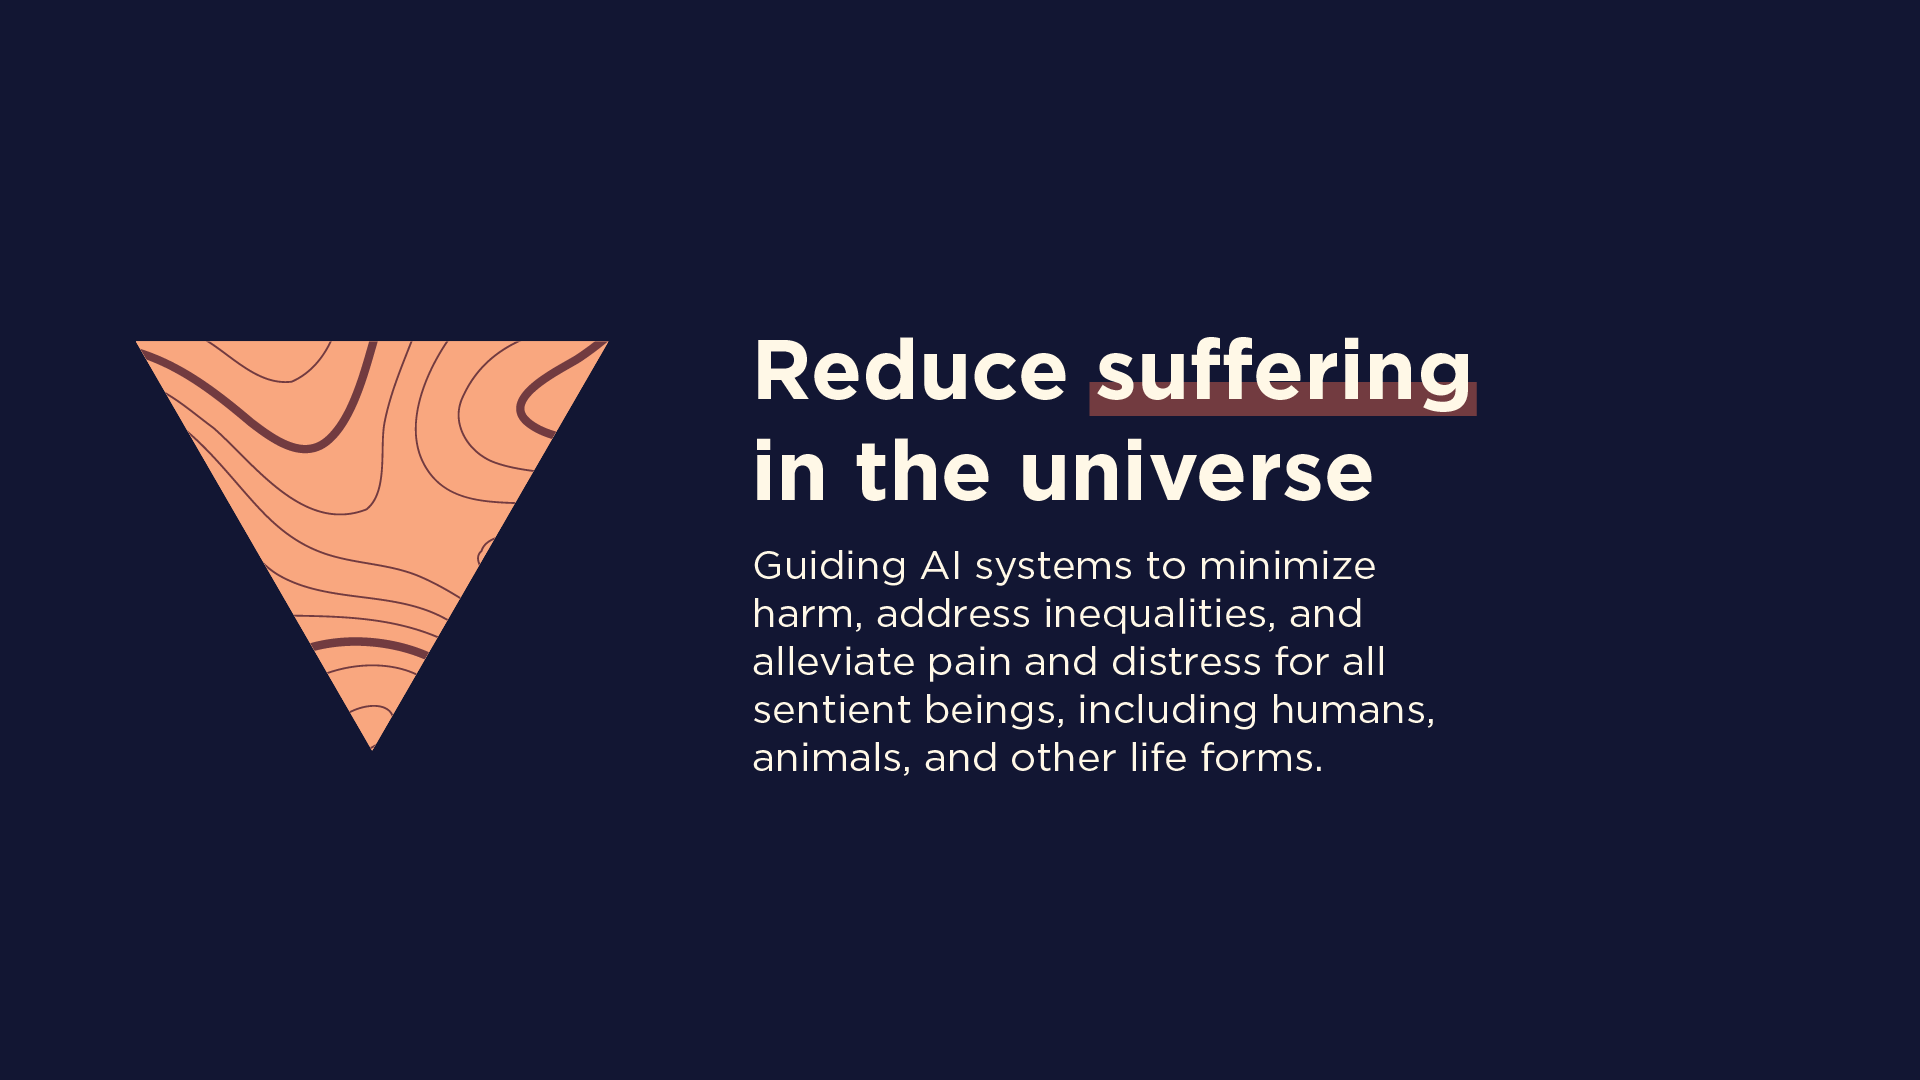 Reduce suffering
in the universe
Guiding AI systems to minimize
harm, address inequalities, and
alleviate pain and distress for all
sentient beings, including humans,
animals, and other life forms.